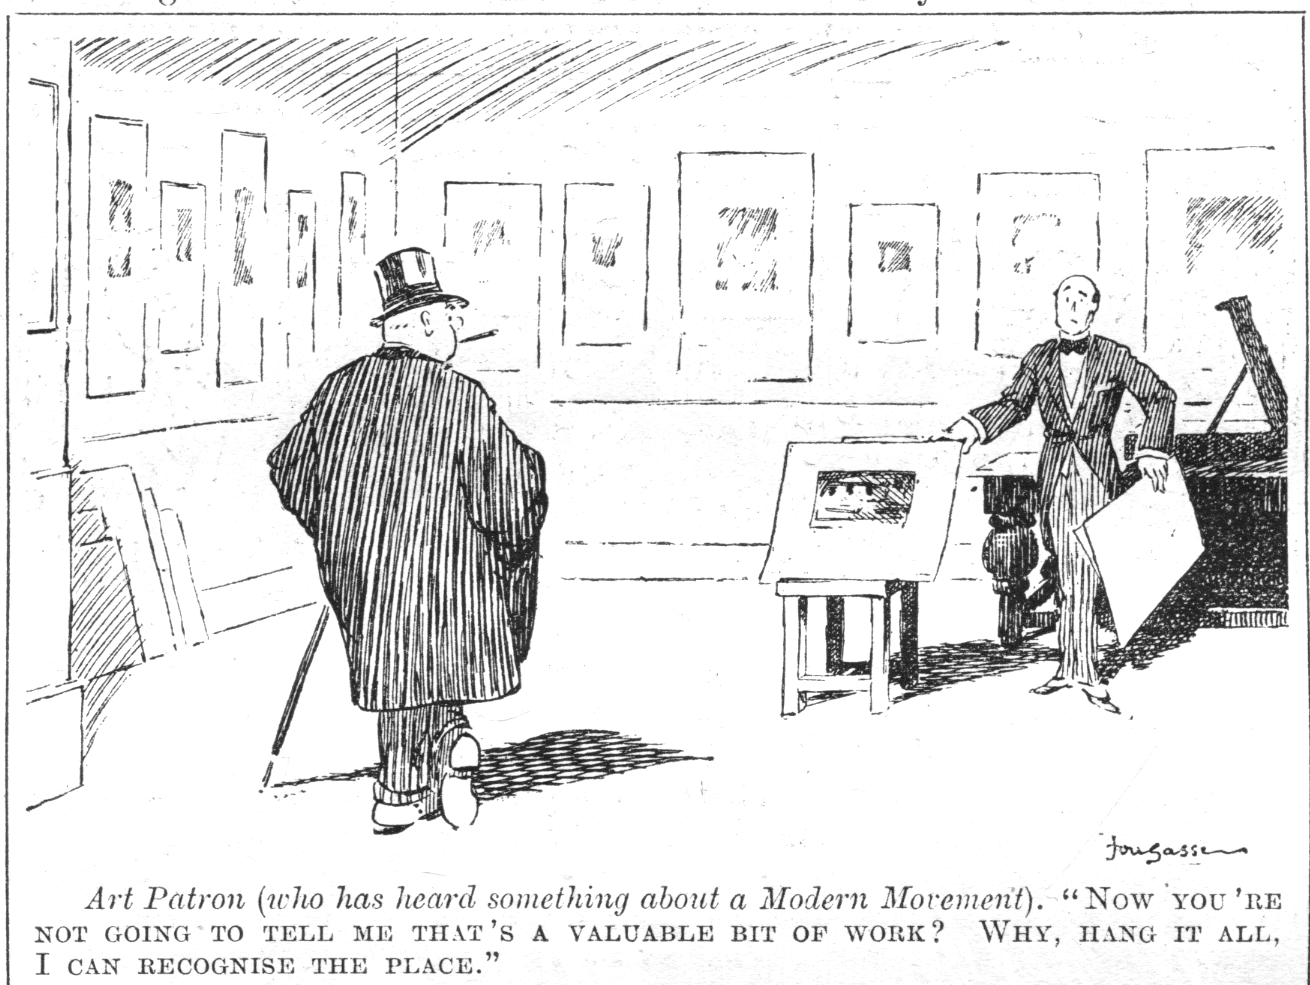 Fougasse
Art Patron (who has heard something about a Modern Movement). "Now you're
not going to tell me that's a valuable bit of work? Why, hang it all,
I can recognise the place."